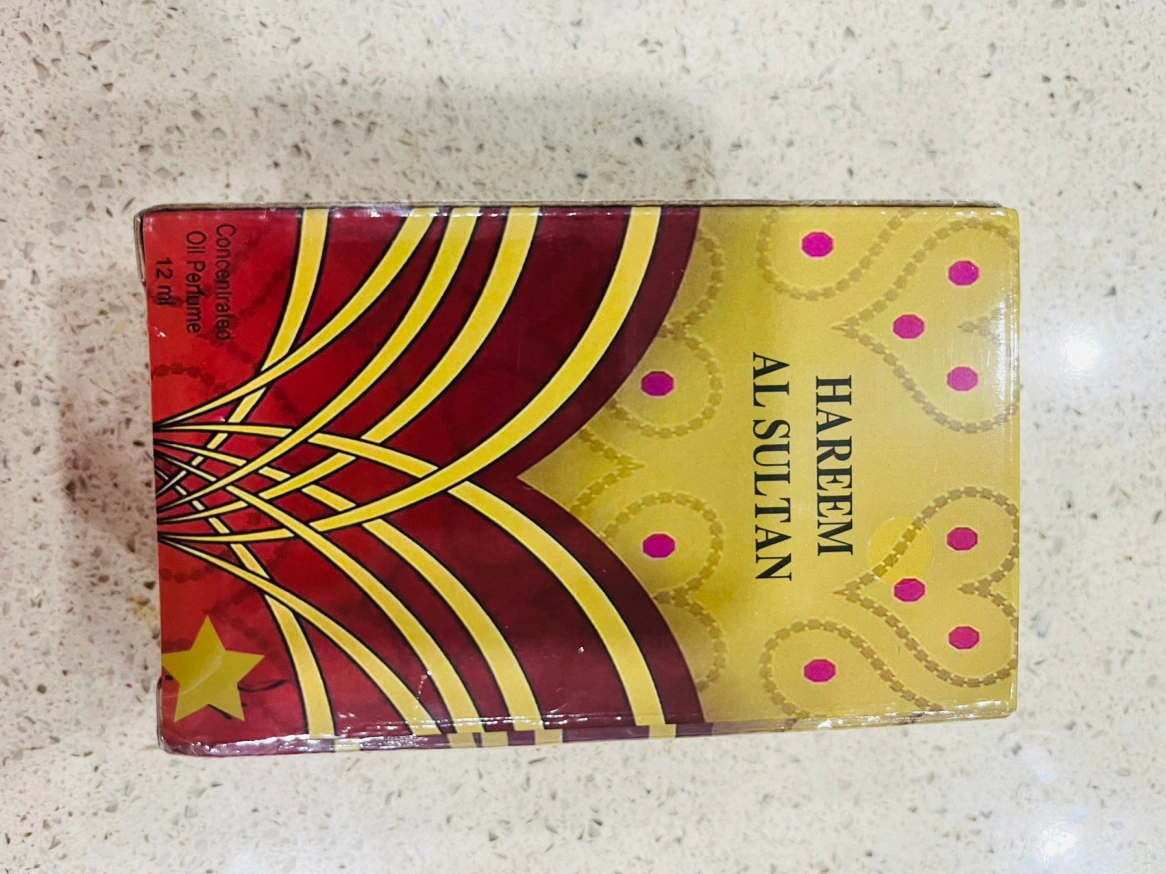 HAREEM
AL SULTAN
Concentrated
Oil Perfume
12 ml